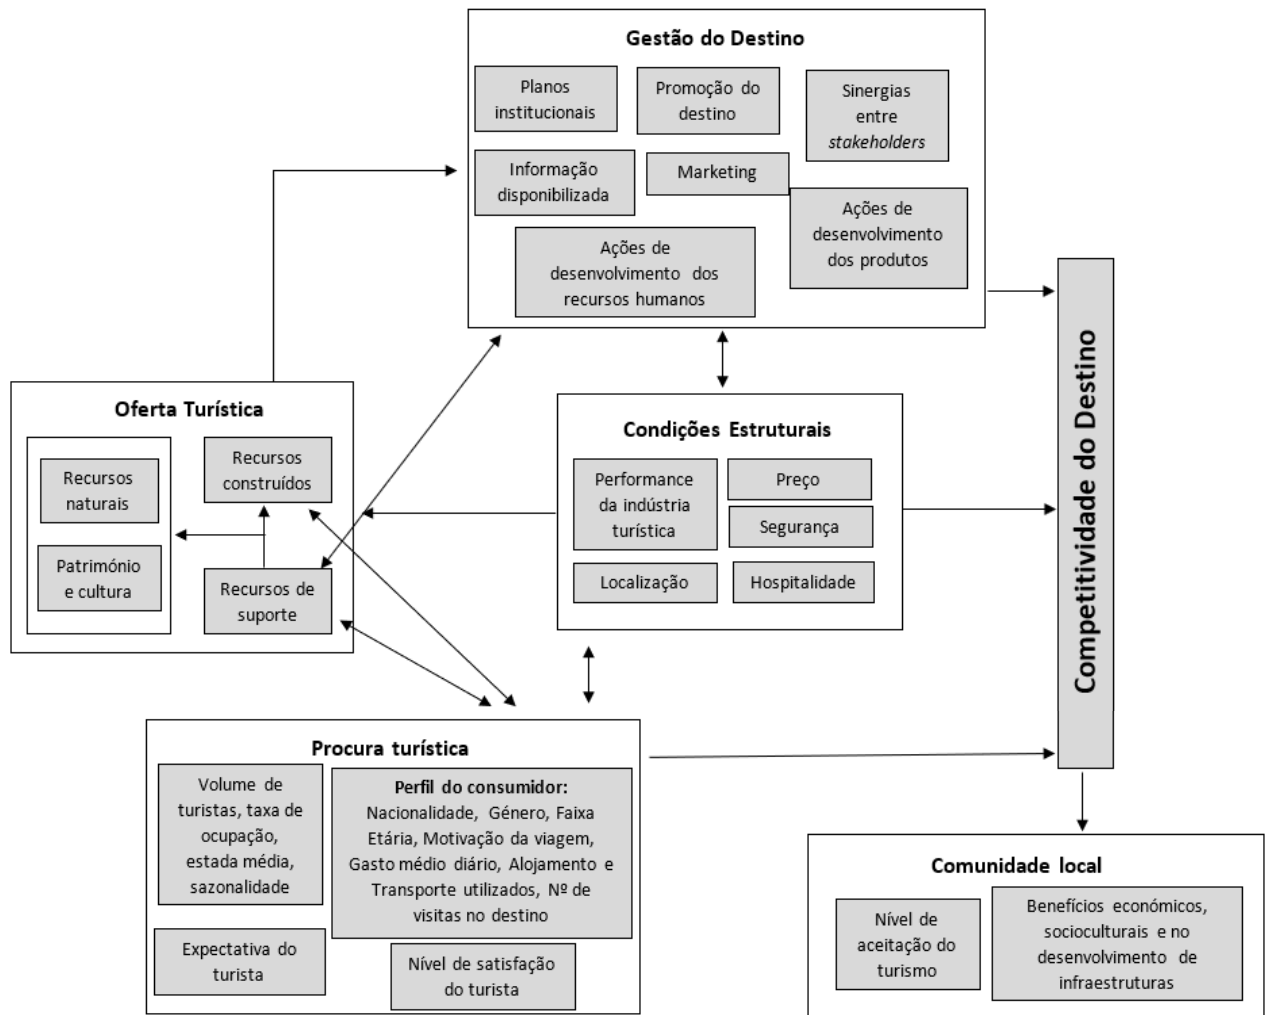 Gestão do Destino
Planos
institucionais
Promoção do
destino
Sinergias
entre
stakeholders
Informação
disponibilizada
Marketing
Ações de
desenvolvimento
dos produtos
Ações de
desenvolvimento dos
recursos humanos
Oferta Turística
Recursos
naturais
Património
e cultura
Recursos
construídos
Recursos de
suporte
Condições Estruturais
Performance
da indústria
turística
Preço
Segurança
Localização
Hospitalidade
Competitividade do Destino
Procura turística
Volume de
turistas, taxa de
ocupação,
estada média,
sazonalidade
Perfil do consumidor:
Nacionalidade, Género, Faixa
Etária, Motivação da viagem,
Gasto médio diário, Alojamento e
Transporte utilizados, Nº de
visitas no destino
Expectativa do
turista
Nível de satisfação
do turista
Comunidade local
Nível de
aceitação do
turismo
Benefícios económicos,
socioculturais e no
desenvolvimento de
infraestruturas